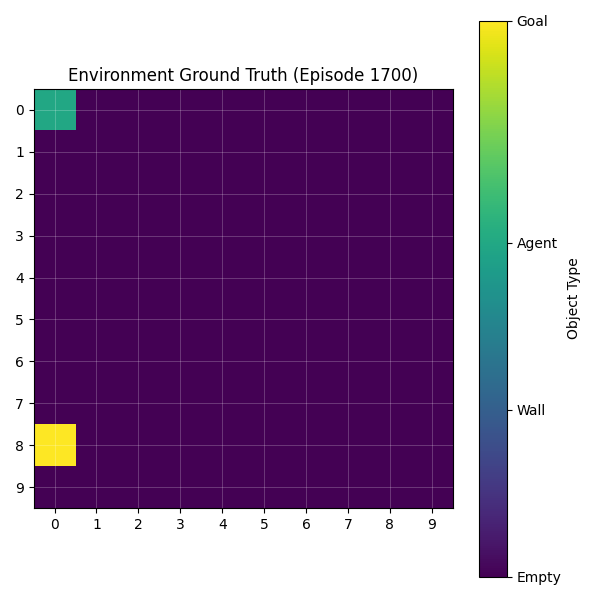 Environment Ground Truth (Episode 1700)
0
1
2
3
4
5
6
7
8
9
0 1 2 3 4 5 6 7 8 9
Goal
Agent
Wall
Empty
Object Type